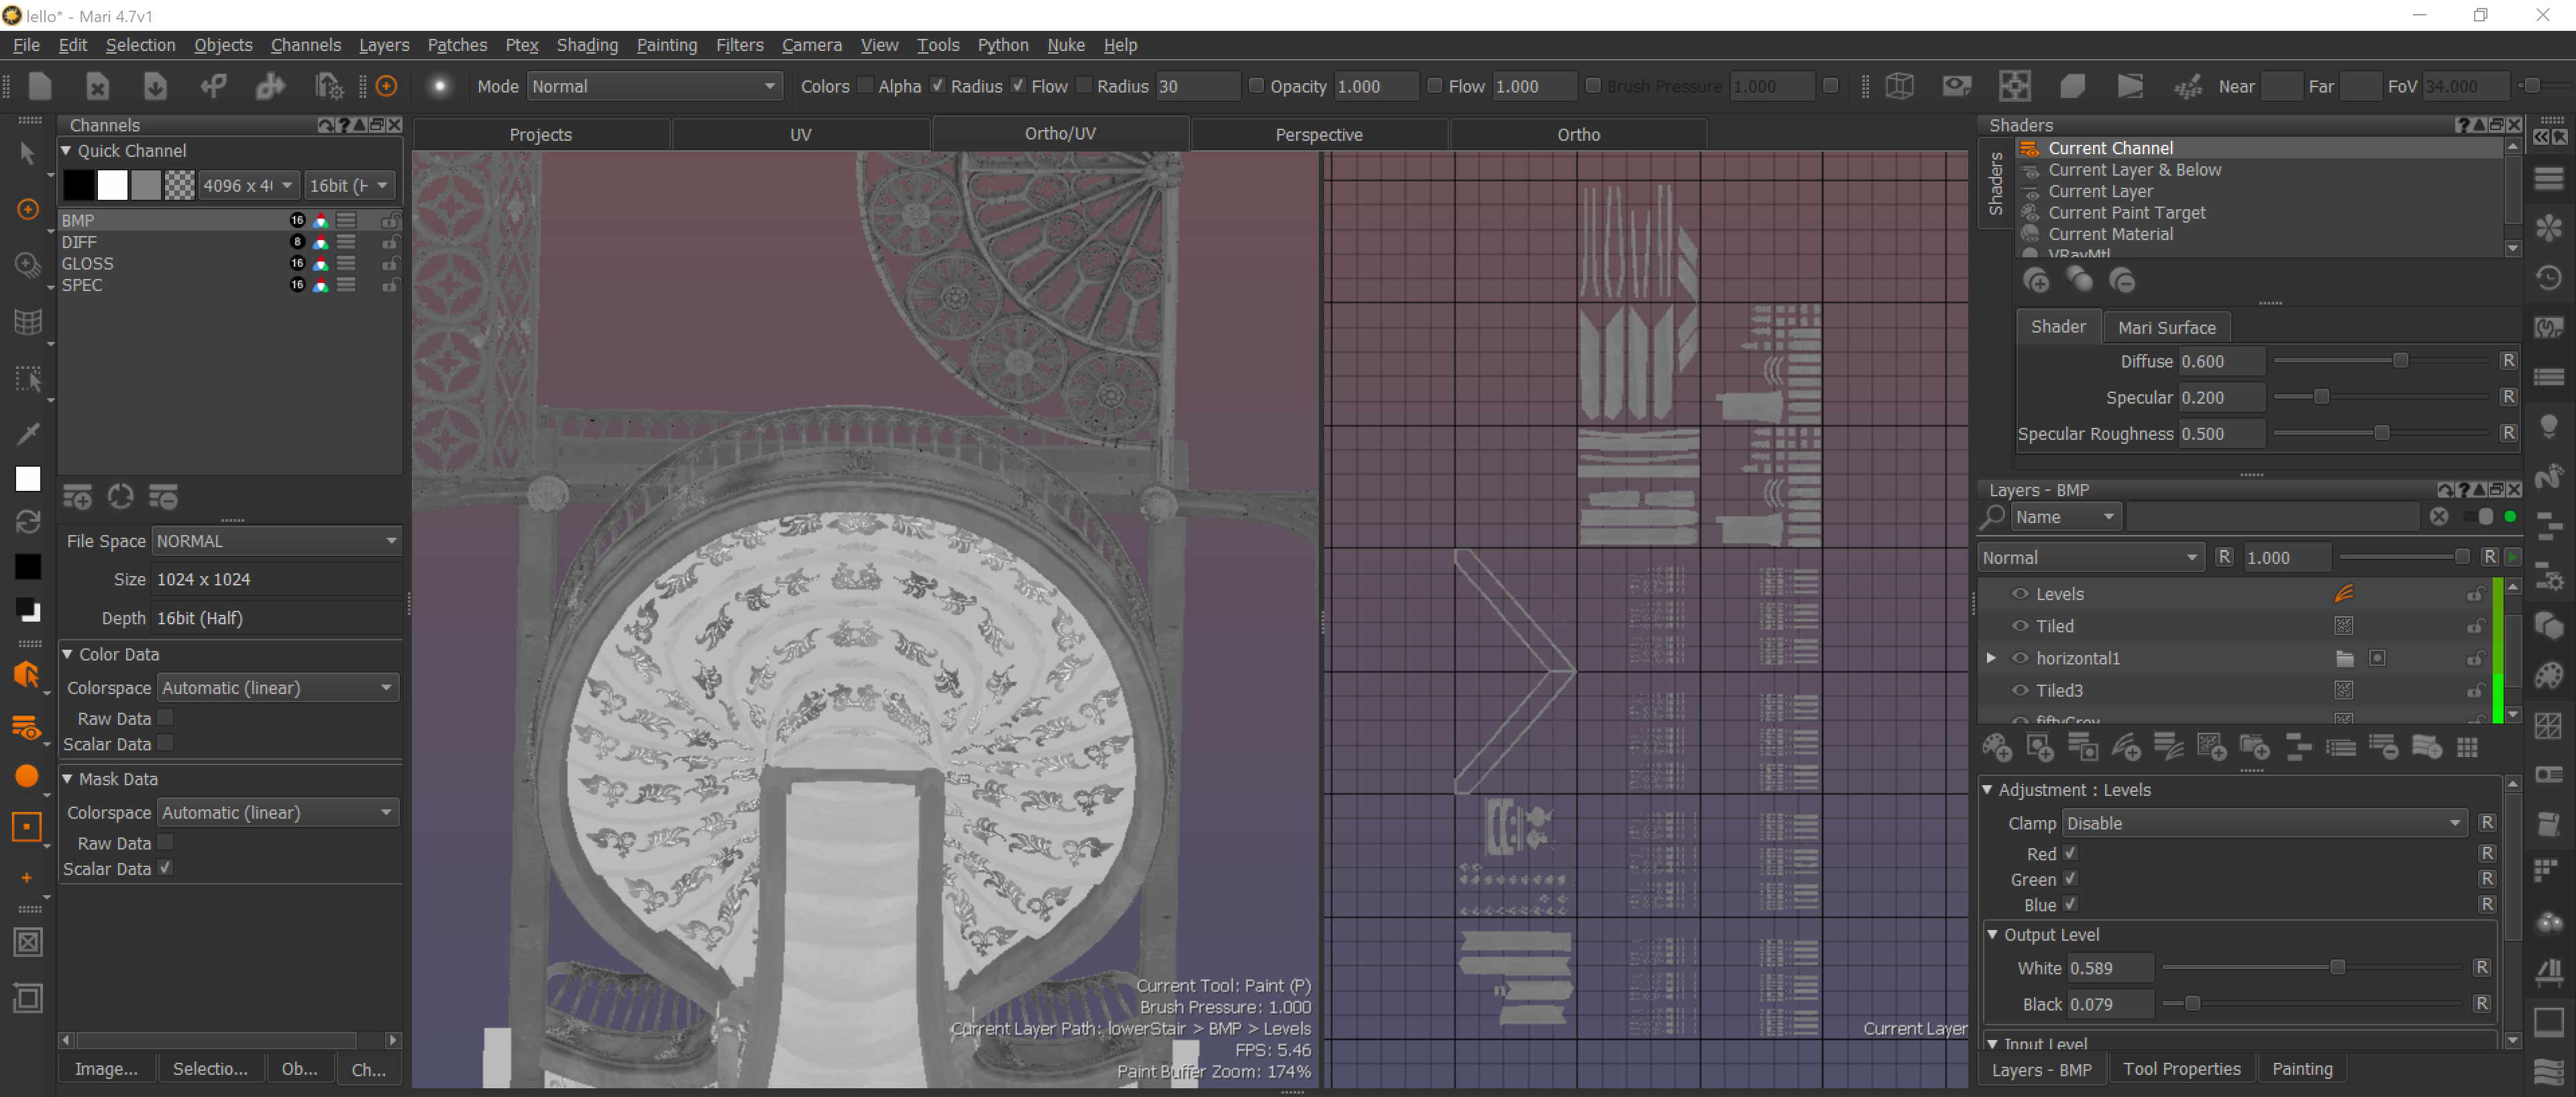 lello* - Mari 4.7v1
File Edit Selection Objects Channels Layers Patches Ptex Shading Painting Filters Camera View Tools Python Nuke Help
Mode Normal Colors Alpha Radius Flow Radius 30 Opacity 1.000 Flow 1.000 Brush Pressure 1.000 Near Far FoV 34.000
Channels
Quick Channel
4096 x 4( 16bit (H
BMP 16
DIFF 8
GLOSS 16
SPEC 16
File Space NORMAL
Size 1024 x 1024
Depth 16bit (Half)
Color Data
Colorspace Automatic (linear)
Raw Data
Scalar Data
Mask Data
Colorspace Automatic (linear)
Raw Data
Scalar Data
Image... Selectio... Ob... Ch...
Projects UV Ortho/UV Perspective Ortho
Current Tool: Paint (P)
Brush Pressure: 1.000
Current Layer Path: lowerStair > BMP > Levels
FPS: 5.46
Paint Buffer Zoom: 174%
Current Layer
Shaders
Shaders
Current Channel
Current Layer & Below
Current Layer
Current Paint Target
Current Material
VRayMtl
Shader Mari Surface
Diffuse 0.600 R
Specular 0.200 R
Specular Roughness 0.500 R
Layers - BMP
Name
Normal R 1.000 R
Levels
Tiled
horizontal1
Tiled3
fiftyGrey
Adjustment : Levels
Clamp Disable R
Red R
Green R
Blue R
Output Level
White 0.589 R
Black 0.079 R
Input Level
Layers - BMP Tool Properties Painting